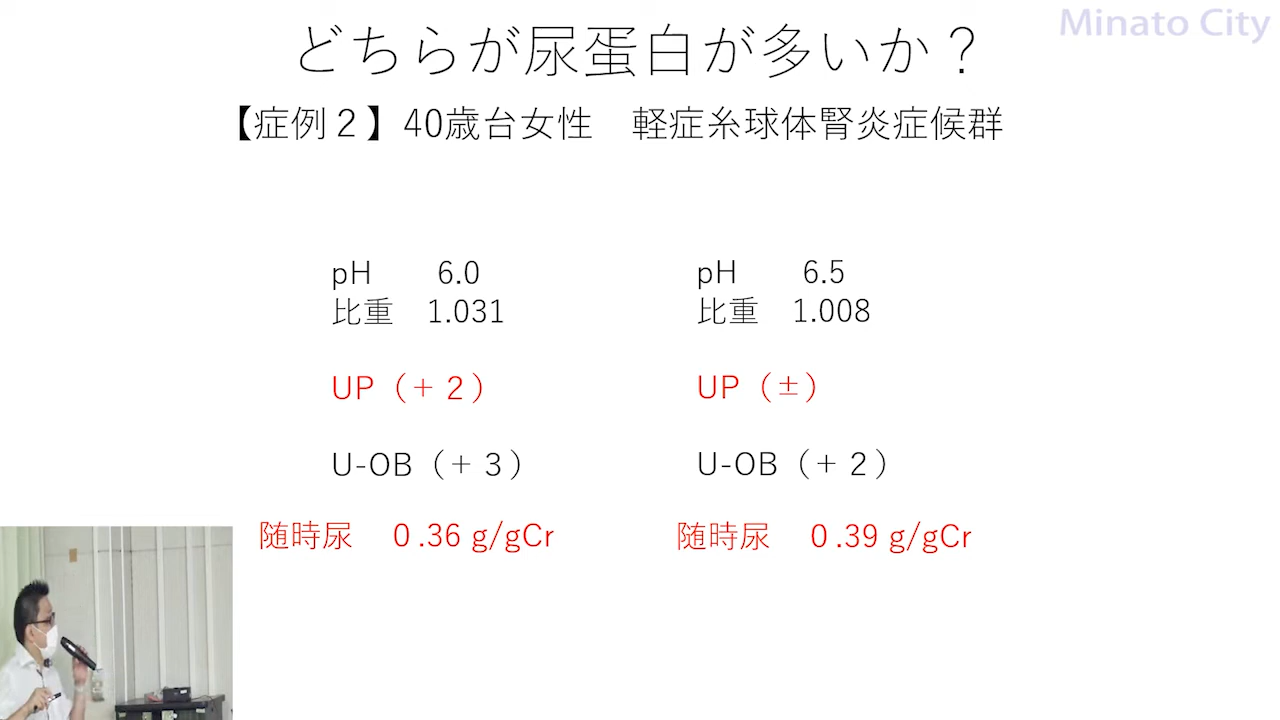 Minato City
どちらが尿蛋白が多いか？
【症例２】40歳台女性　軽症糸球体腎炎症候群
pH 6.0
比重 1.031
UP（＋２）
U-OB（＋３）
随時尿 ０.36 g/gCr
pH 6.5
比重 1.008
UP（±）
U-OB（＋２）
随時尿 ０.39 g/gCr